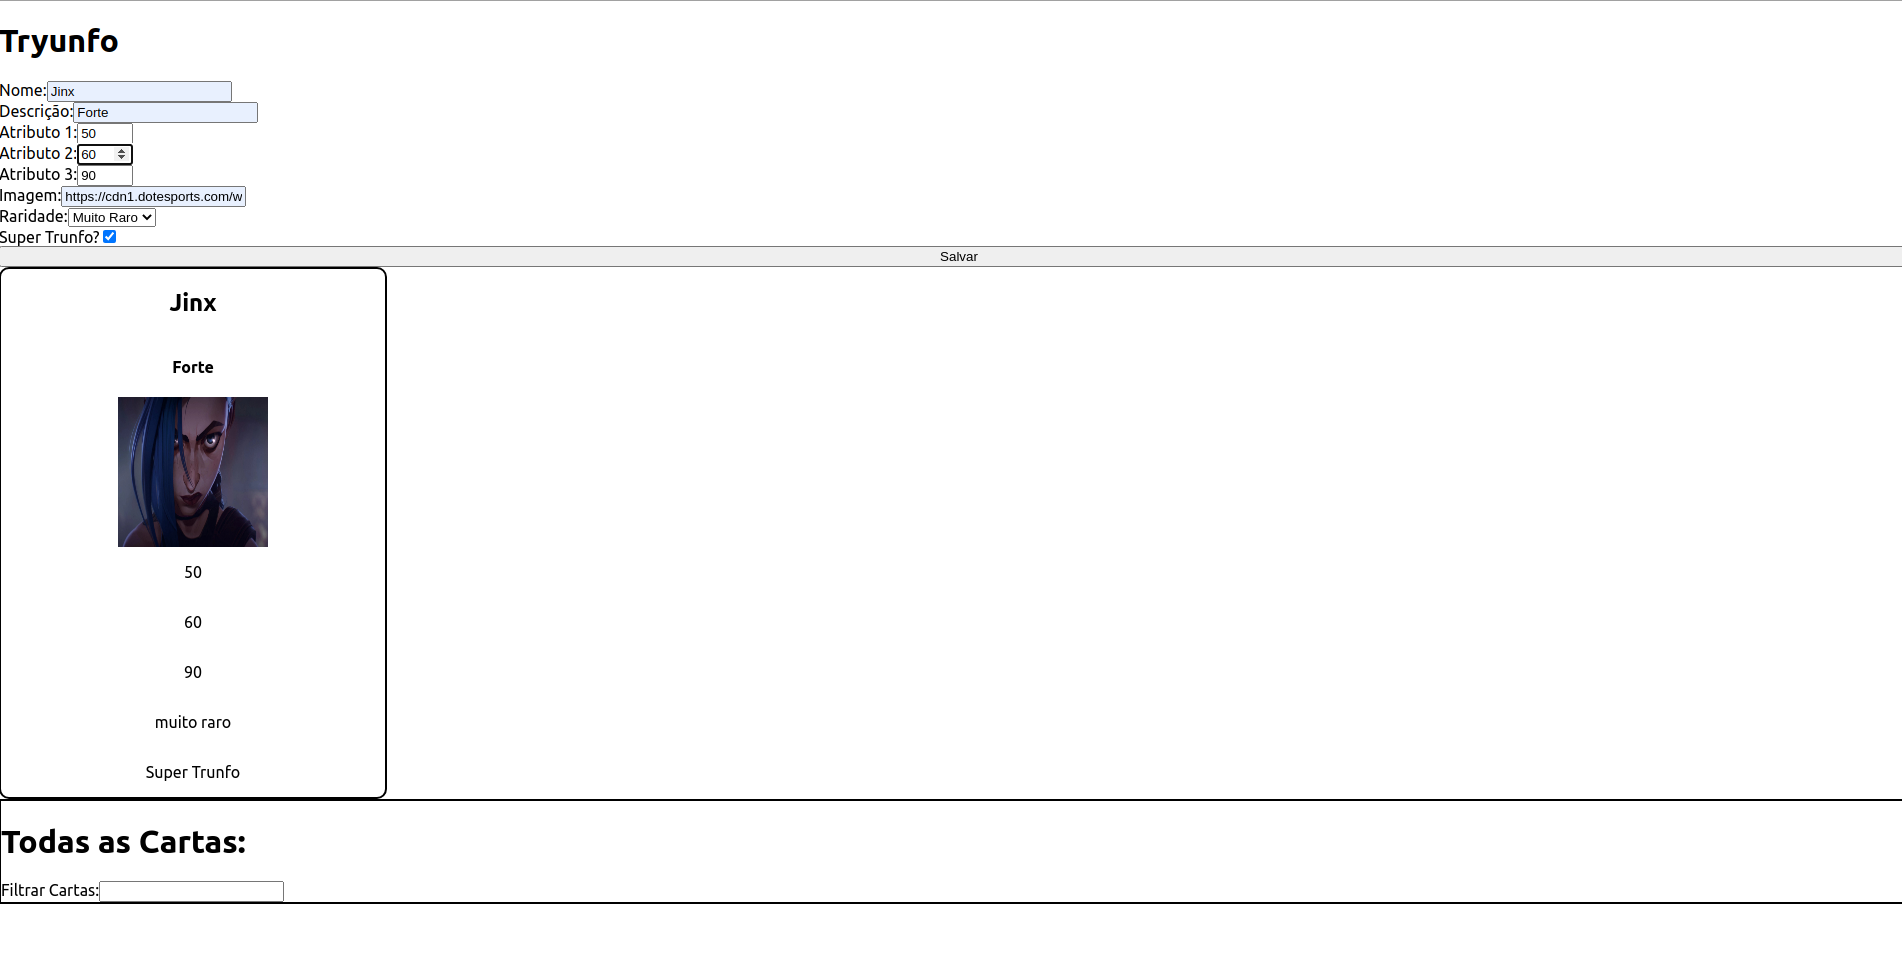 Tryunfo
Nome: Jinx
Descrição: Forte
Atributo 1: 50
Atributo 2: 60
Atributo 3: 90
Imagem: https://cdn1.dotesports.com/w
Raridade: Muito Raro
Super Trunfo?
Salvar
Jinx
Forte
50
60
90
muito raro
Super Trunfo
Todas as Cartas:
Filtrar Cartas: